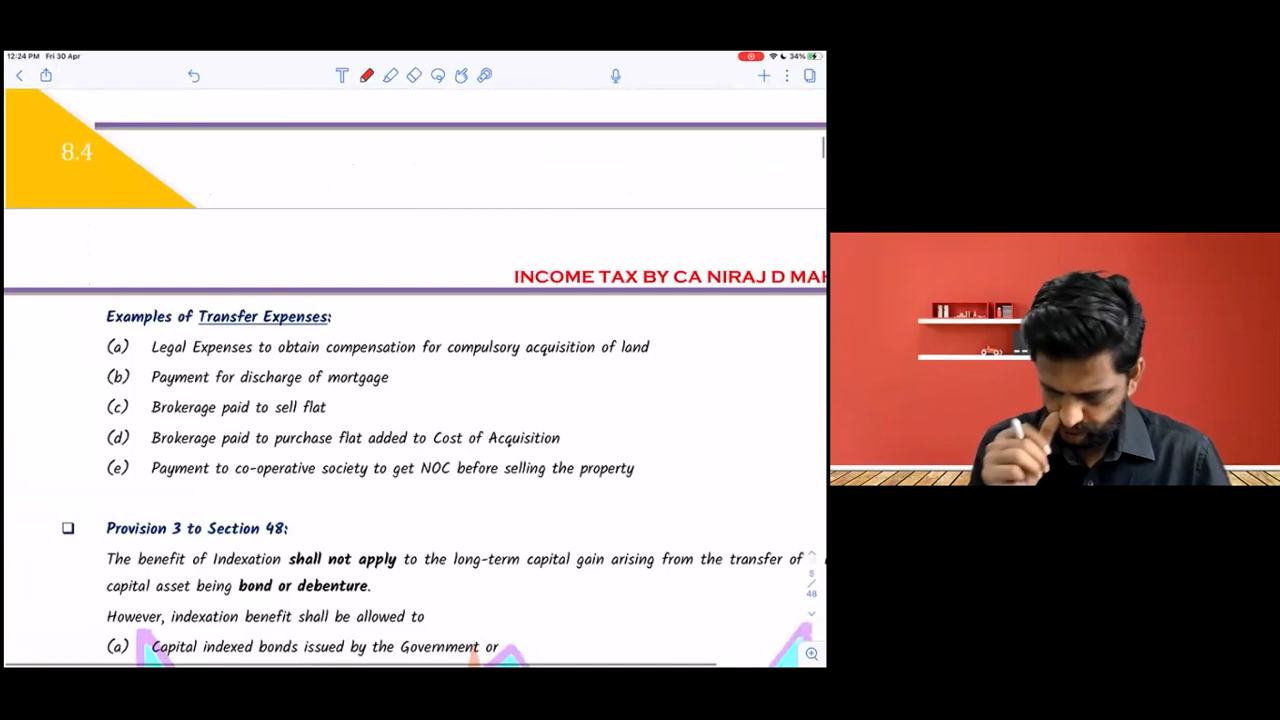 12:24 PM Fri 30 Apr
34%
T
8.4
INCOME TAX BY CA NIRAJ D
Examples of Transfer Expenses:
(a) Legal Expenses to obtain compensation for compulsory acquisition of land
(b) Payment for discharge of mortgage
(c) Brokerage paid to sell flat
(d) Brokerage paid to purchase flat added to Cost of Acquisition
(e) Payment to co-operative society to get NOC before selling the property
Provision 3 to Section 48:
The benefit of Indexation shall not apply to the long-term capital gain arising from the transfer of
capital asset being bond or debenture.
However, indexation benefit shall be allowed to
(a) Capital indexed bonds issued by the Government or
5
/
48